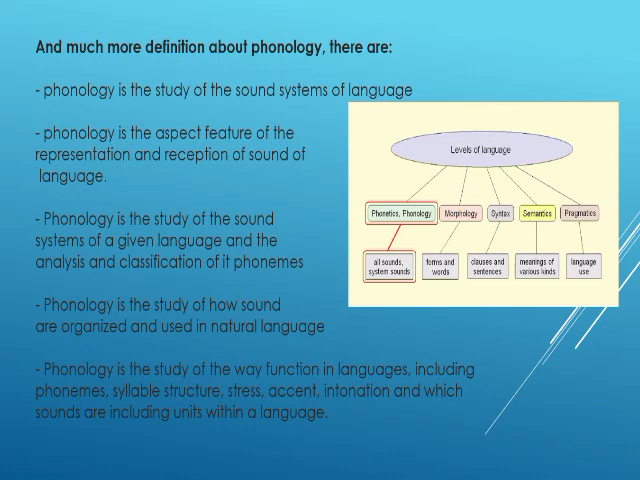 And much more definition about phonology, there are:
- phonology is the study of the sound systems of language
- phonology is the aspect feature of the
representation and reception of sound of
language.
- Phonology is the study of the sound
systems of a given language and the
analysis and classification of it phonemes
- Phonology is the study of how sound
are organized and used in natural language
- Phonology is the study of the way function in languages, including
phonemes, syllable structure, stress, accent, intonation and which
sounds are including units within a language.
Levels of language
Phonetics, Phonology
Morphology
Syntax
Semantics
Pragmatics
all sounds,
system sounds
forms and
words
clauses and
sentences
meanings of
various kinds
language
use